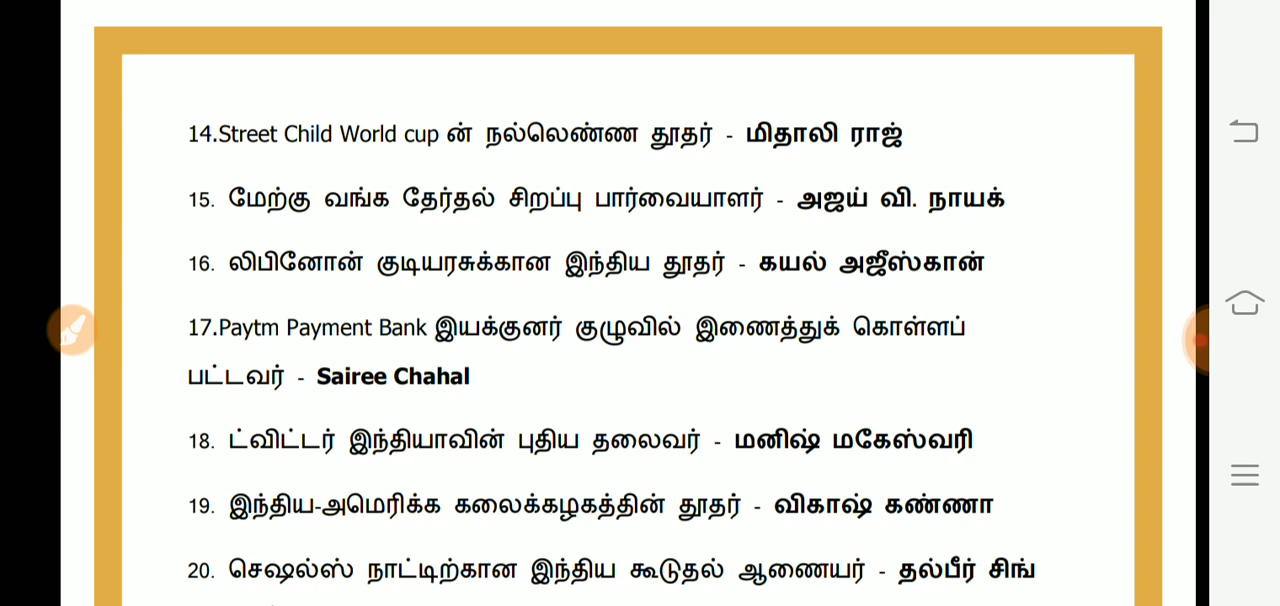 14.Street Child World cup ன் நல்லெண்ண தூதர் - மிதாலி ராஜ்
15. மேற்கு வங்க தேர்தல் சிறப்பு பார்வையாளர் - அஜய் வி. நாயக்
16. லிபினோன் குடியரசுக்கான இந்திய தூதர் - கயல் அஜீஸ்கான்
17.Paytm Payment Bank இயக்குனர் குழுவில் இணைத்துக் கொள்ளப்
பட்டவர் - Sairee Chahal
18. ட்விட்டர் இந்தியாவின் புதிய தலைவர் - மனிஷ் மகேஸ்வரி
19. இந்திய-அமெரிக்க கலைக்கழகத்தின் தூதர் - விகாஷ் கண்ணா
20. செஷல்ஸ் நாட்டிற்கான இந்திய கூடுதல் ஆணையர் - தல்பீர் சிங்